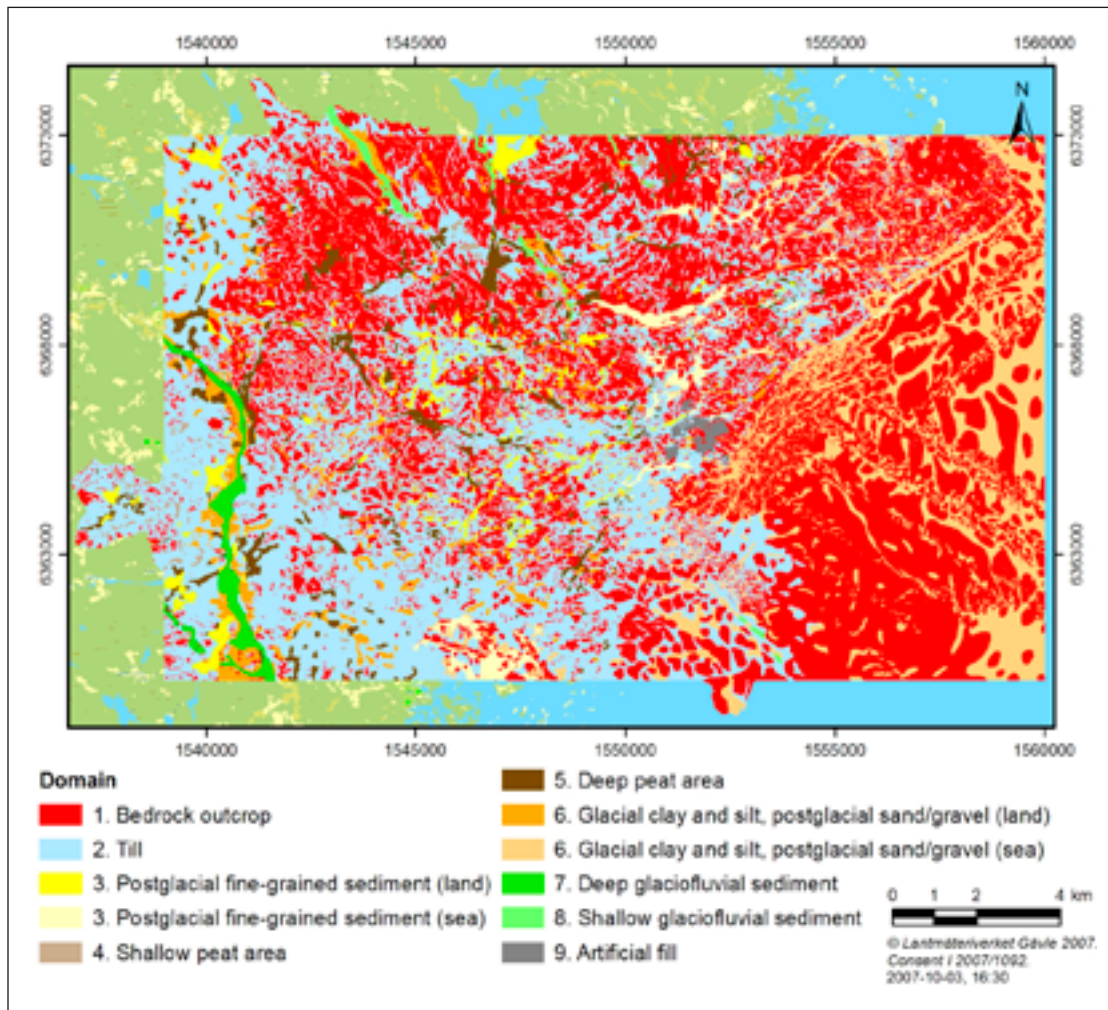 1540000 1545000 1550000 1555000 1560000
N
6373000 6373000
6368000 6368000
6363000 6363000
1540000 1545000 1550000 1555000 1560000
Domain
1. Bedrock outcrop
2. Till
3. Postglacial fine-grained sediment (land)
3. Postglacial fine-grained sediment (sea)
4. Shallow peat area
5. Deep peat area
6. Glacial clay and silt, postglacial sand/gravel (land)
6. Glacial clay and silt, postglacial sand/gravel (sea)
7. Deep glaciofluvial sediment
8. Shallow glaciofluvial sediment
9. Artificial fill
0 1 2 4 km
© Lantmäteriverket Gävle 2007.
Consent I 2007/1092.
2007-10-03, 16:30